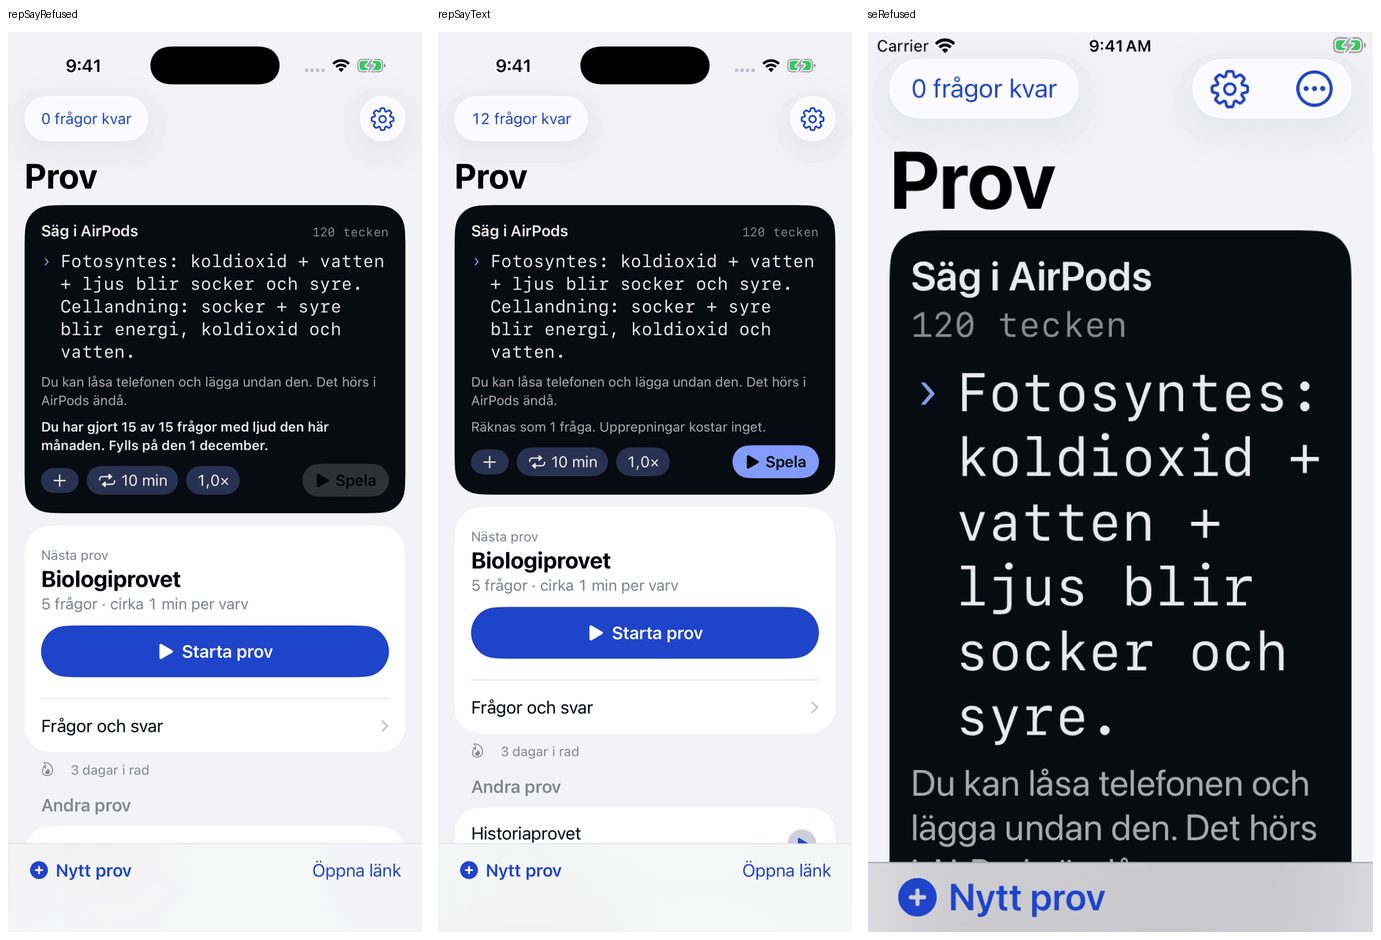 repSayRefused
9:41
0 frågor kvar
Prov
Säg i AirPods
120 tecken
› Fotosyntes: koldioxid + vatten
+ ljus blir socker och syre.
Cellandning: socker + syre
blir energi, koldioxid och
vatten.
Du kan låsa telefonen och lägga undan den. Det hörs i
AirPods ändå.
Du har gjort 15 av 15 frågor med ljud den här
månaden. Fylls på den 1 december.
+
10 min
1,0×
Spela
Nästa prov
Biologiprovet
5 frågor · cirka 1 min per varv
Starta prov
Frågor och svar
3 dagar i rad
Andra prov
Nytt prov
Öppna länk
repSayText
9:41
12 frågor kvar
Prov
Säg i AirPods
120 tecken
› Fotosyntes: koldioxid + vatten
+ ljus blir socker och syre.
Cellandning: socker + syre
blir energi, koldioxid och
vatten.
Du kan låsa telefonen och lägga undan den. Det hörs i
AirPods ändå.
Räknas som 1 fråga. Upprepningar kostar inget.
+
10 min
1,0×
Spela
Nästa prov
Biologiprovet
5 frågor · cirka 1 min per varv
Starta prov
Frågor och svar
3 dagar i rad
Andra prov
Historiaprovet
Nytt prov
Öppna länk
seRefused
Carrier
9:41 AM
0 frågor kvar
Prov
Säg i AirPods
120 tecken
› Fotosyntes:
koldioxid +
vatten +
ljus blir
socker och
syre.
Du kan låsa telefonen och
lägga undan den. Det hörs
Nytt prov